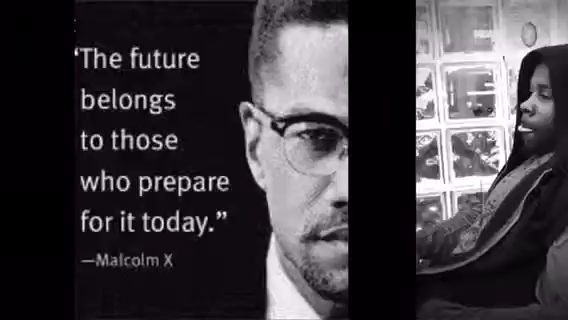 “The future
belongs
to those
who prepare
for it today.”
—Malcolm X